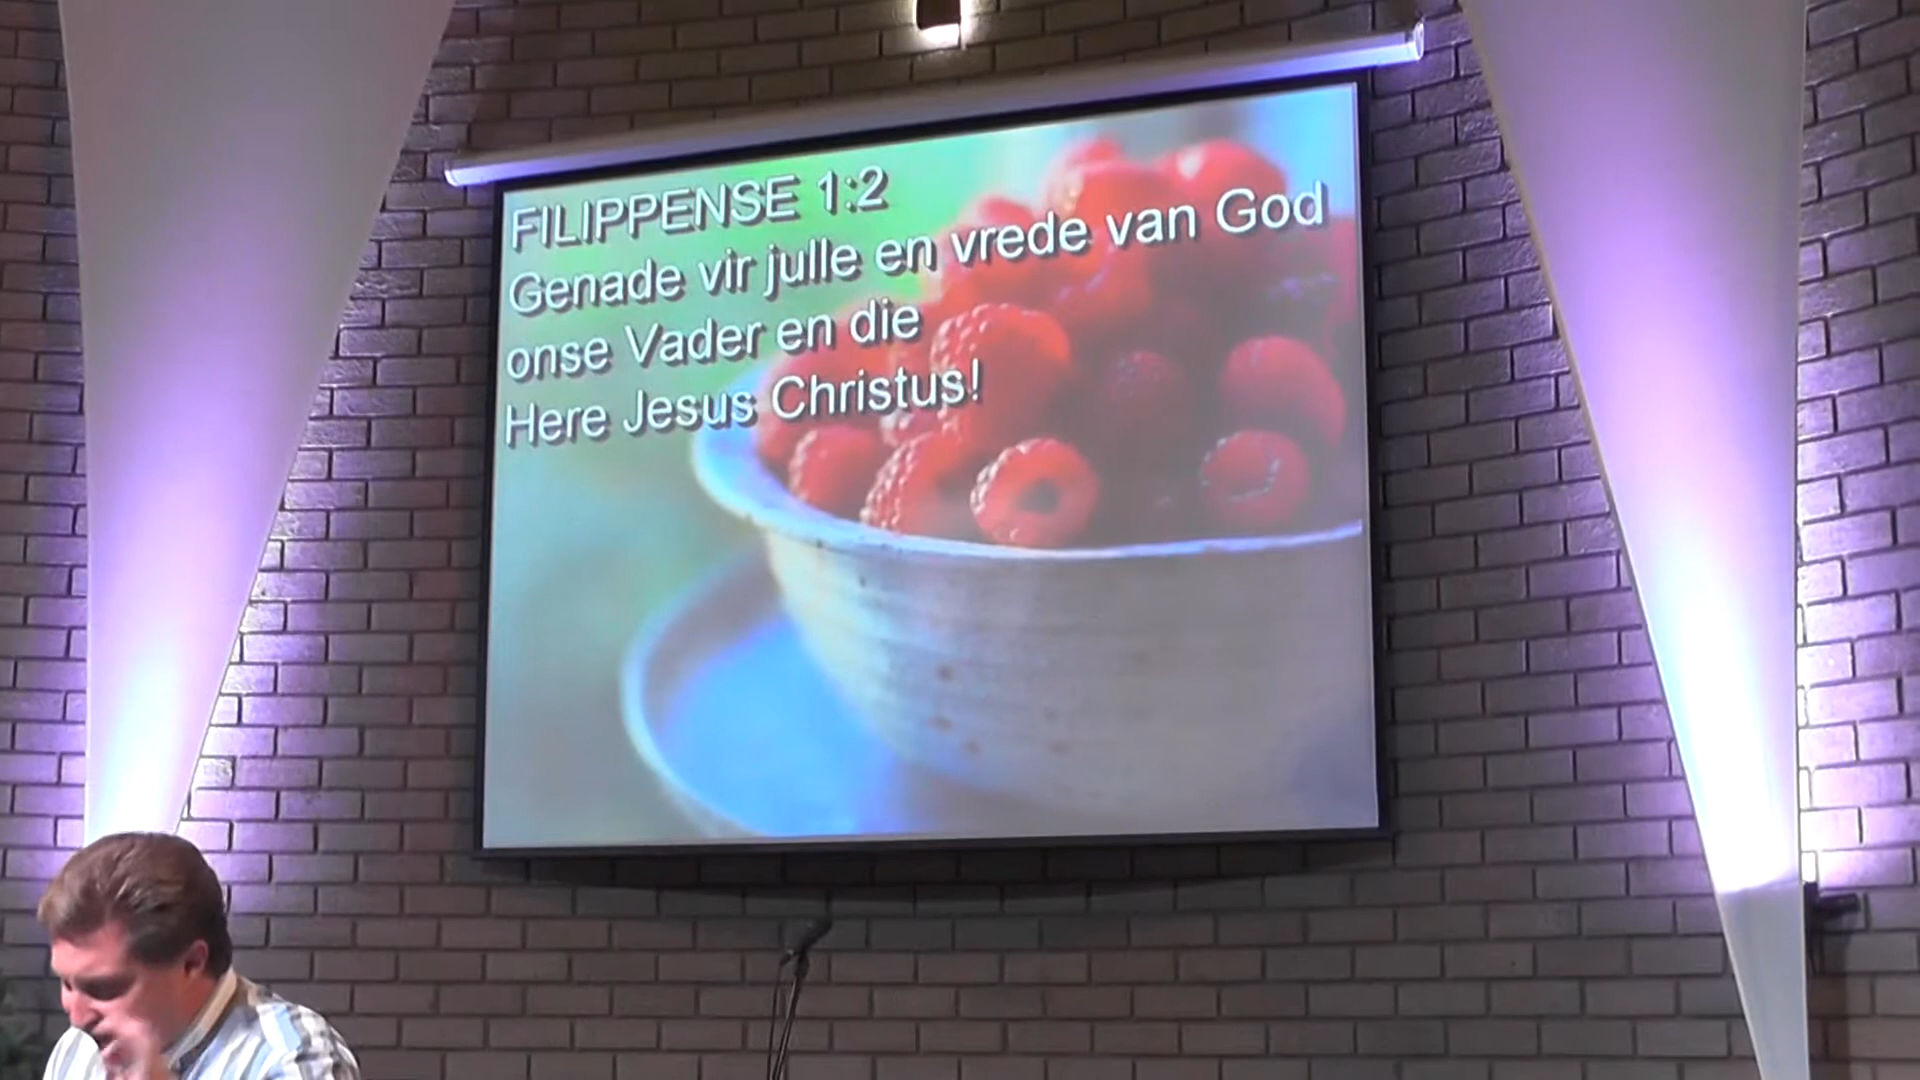 FILIPPENSE 1:2
Genade vir julle en vrede van God
onse Vader en die
Here Jesus Christus!